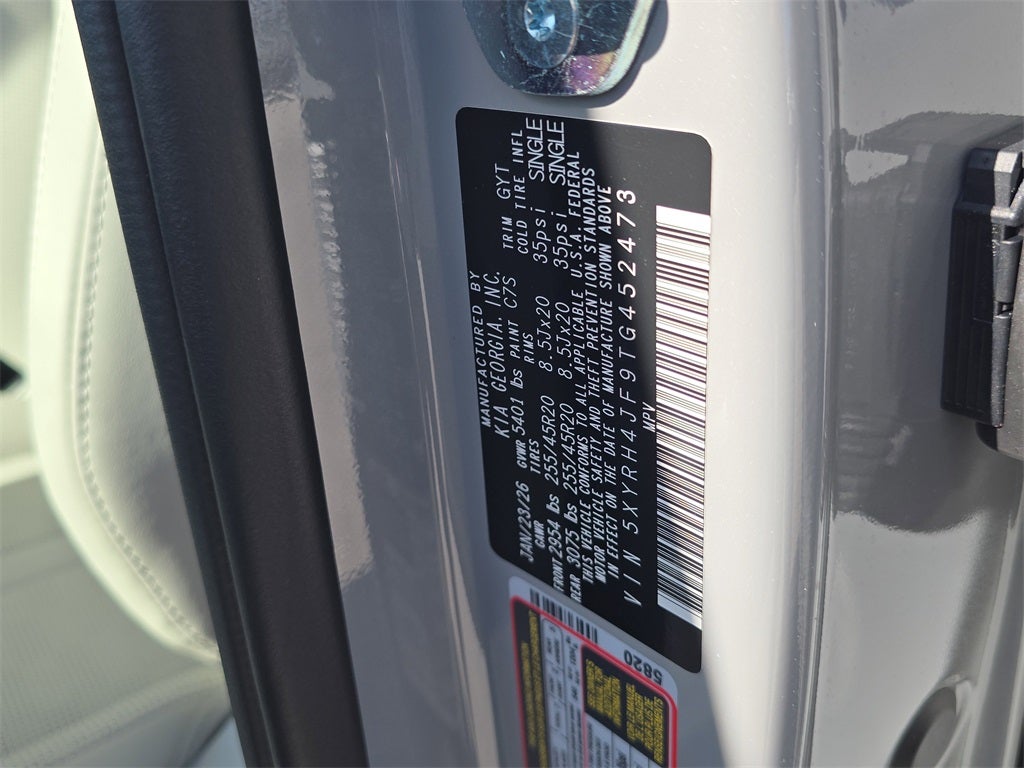 MANUFACTURED BY
KIA GEORGIA, INC.
JAN/23/26 GVWR 5401 lbs PAINT C7S TRIM GYT
GAWR TIRES RIMS COLD TIRE INFL
FRONT 2954 lbs 255/45R20 8.5Jx20 35psi SINGLE
REAR 3075 lbs 255/45R20 8.5Jx20 35psi SINGLE
THIS VEHICLE CONFORMS TO ALL APPLICABLE U.S.A. FEDERAL
MOTOR VEHICLE SAFETY AND THEFT PREVENTION STANDARDS
IN EFFECT ON THE DATE OF MANUFACTURE SHOWN ABOVE
VIN 5XYRH4JF9TG452473
MPV
5820